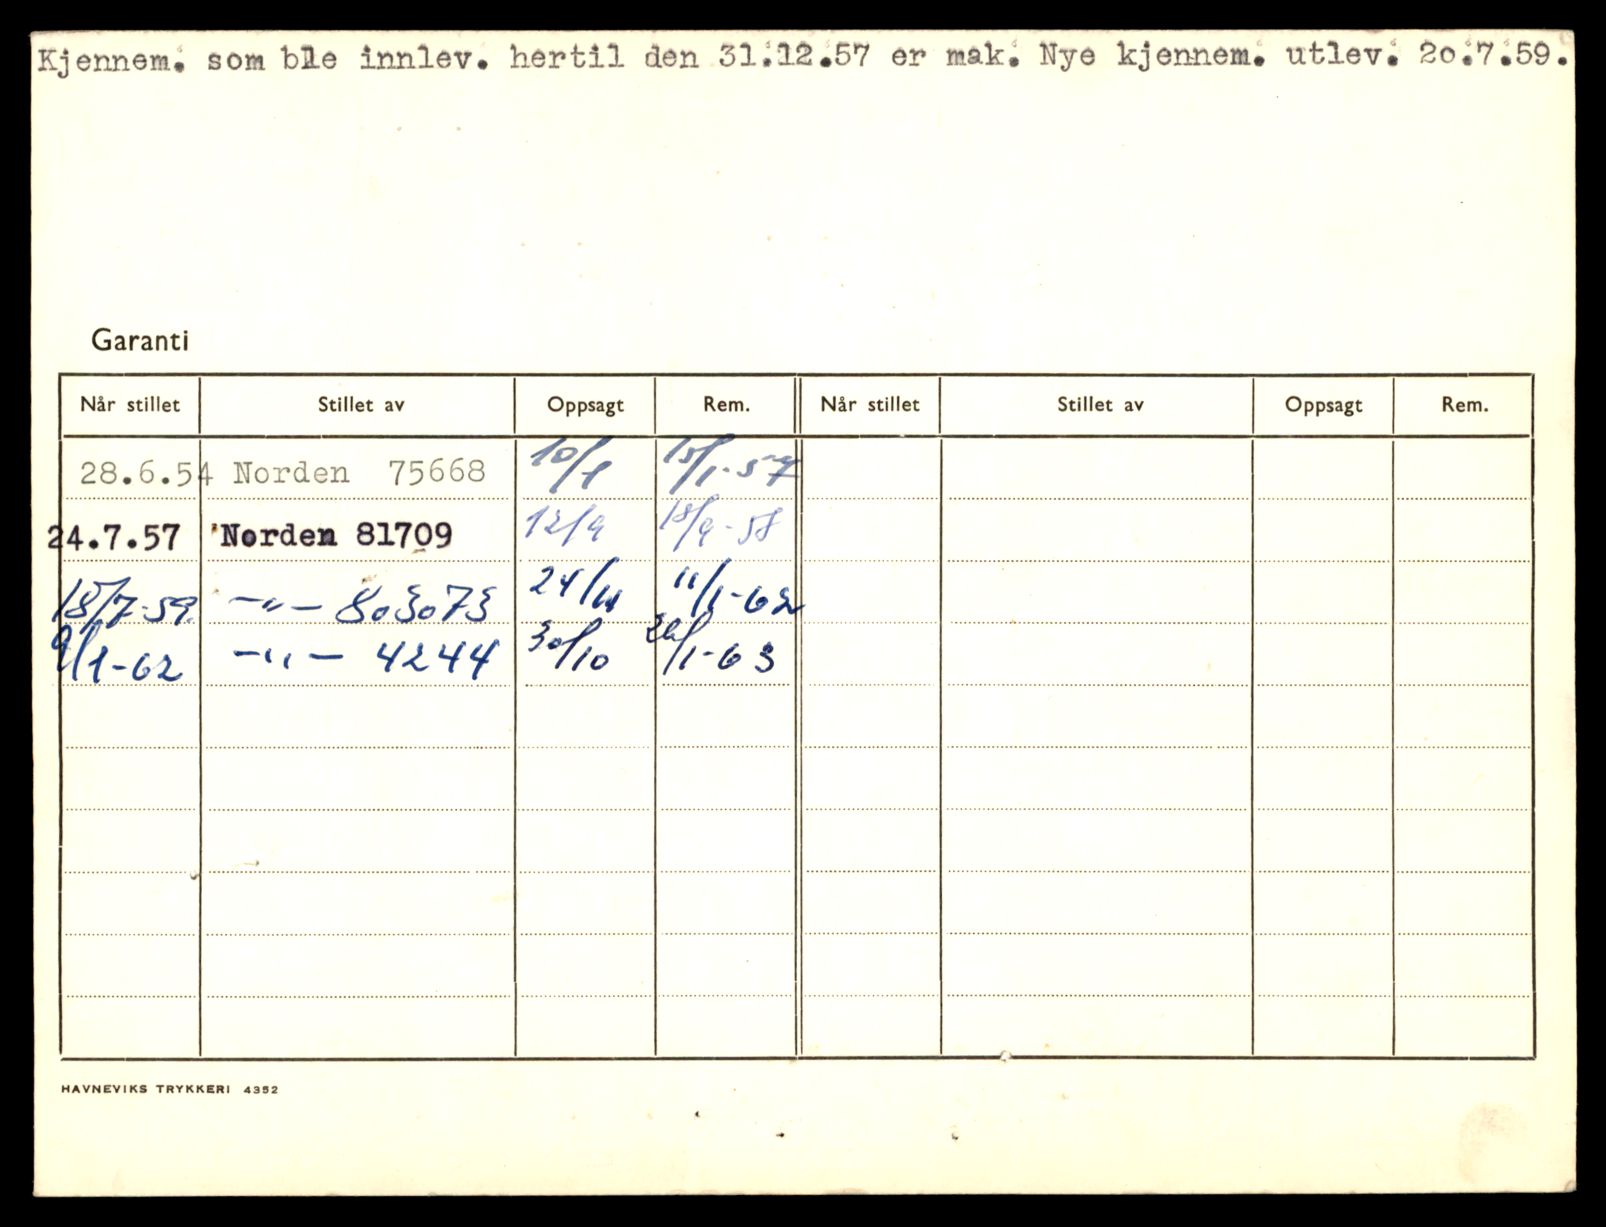 Kjennem. som ble innlev. hertil den 31.12.57 er mak. Nye kjennem. utlev. 2o.7.59.
Garanti
Når stillet Stillet av Oppsagt Rem. Når stillet Stillet av Oppsagt Rem.
28.6.54 Norden 75668 10/1 15/1-57
24.7.57 Norden 81709 12/9 18/9-58
18/7-59. -"- 803073 24/11 11/1-62
9/1-62 -"- 4244 30/10 /1-63
HAVNEVIKS TRYKKERI 4352